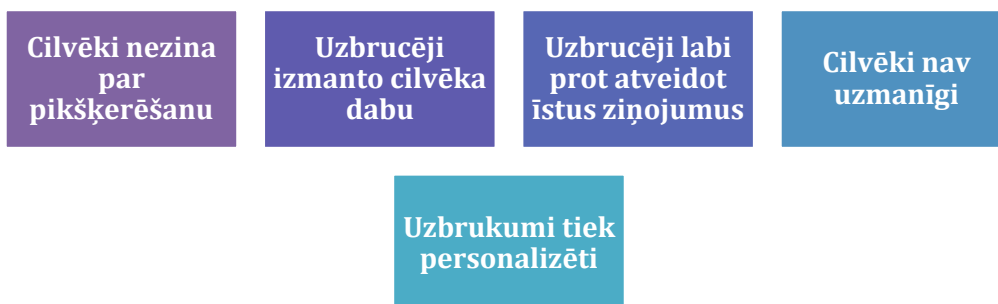 Cilvēki nezina
par
pikšķerēšanu
Uzbrucēji
izmanto cilvēka
dabu
Uzbrucēji labi
prot atveidot
īstus ziņojumus
Cilvēki nav
uzmanīgi
Uzbrukumi tiek
personalizēti